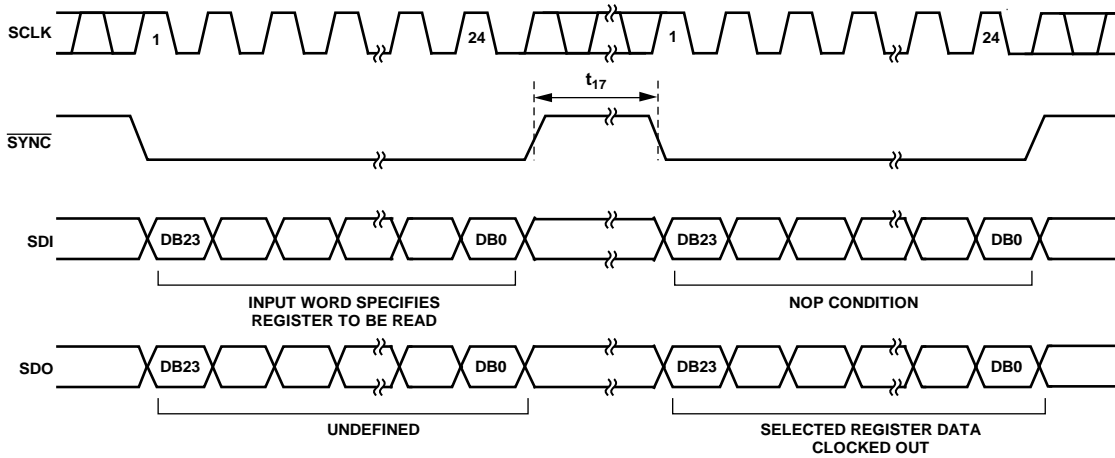 SCLK
1
24
1
24
t17
SYNC
SDI
DB23
DB0
DB23
DB0
INPUT WORD SPECIFIES
REGISTER TO BE READ
NOP CONDITION
SDO
DB23
DB0
DB23
DB0
UNDEFINED
SELECTED REGISTER DATA
CLOCKED OUT